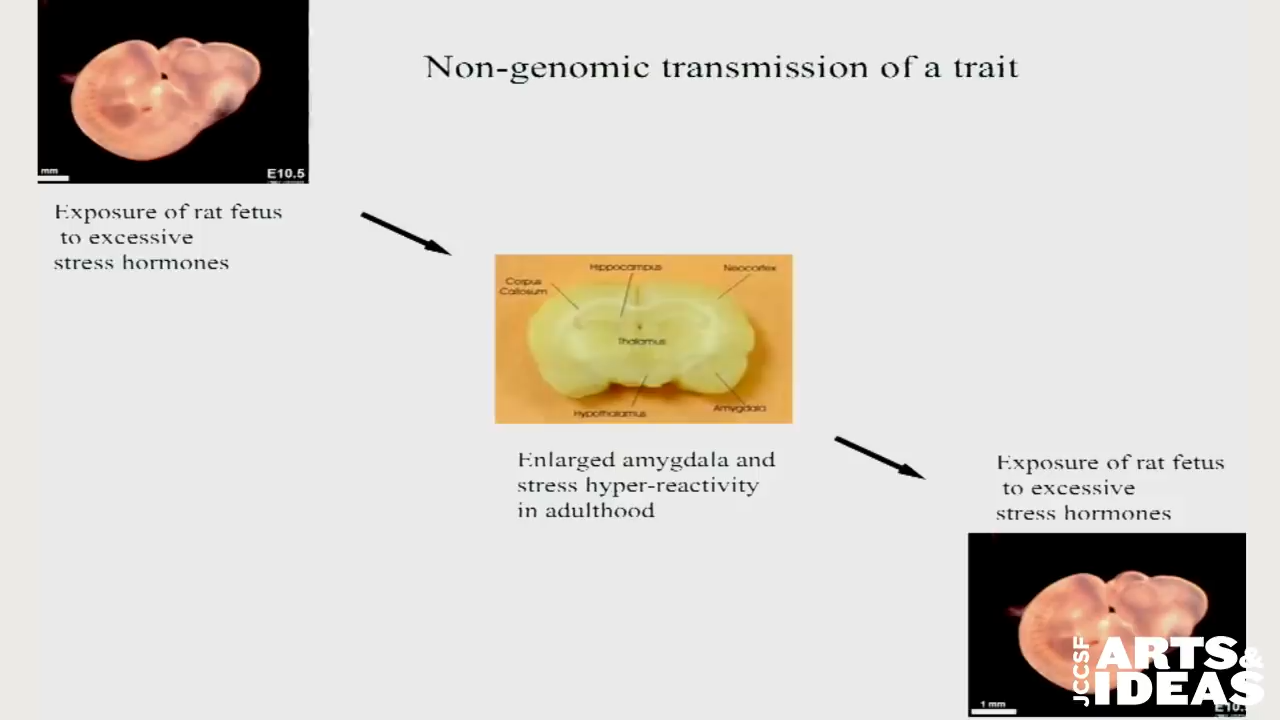 Non-genomic transmission of a trait
mm
E10.5
Exposure of rat fetus
to excessive
stress hormones
Hippocampus
Neocortex
Corpus
Callosum
Thalamus
Hypothalamus
Amygdala
Enlarged amygdala and
stress hyper-reactivity
in adulthood
Exposure of rat fetus
to excessive
stress hormones
1 mm
JCCSF
ARTS&
IDEAS